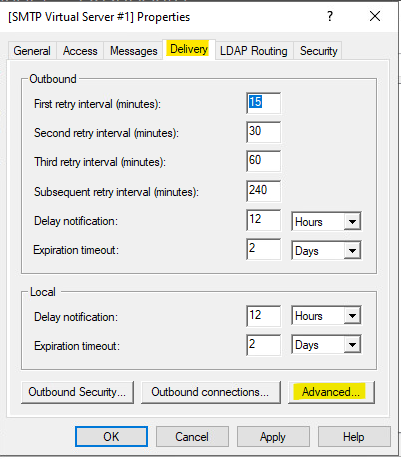 [SMTP Virtual Server #1] Properties ?
General Access Messages Delivery LDAP Routing Security
Outbound
First retry interval (minutes): 15
Second retry interval (minutes): 30
Third retry interval (minutes): 60
Subsequent retry interval (minutes): 240
Delay notification: 12 Hours
Expiration timeout: 2 Days
Local
Delay notification: 12 Hours
Expiration timeout: 2 Days
Outbound Security... Outbound connections... Advanced...
OK Cancel Apply Help